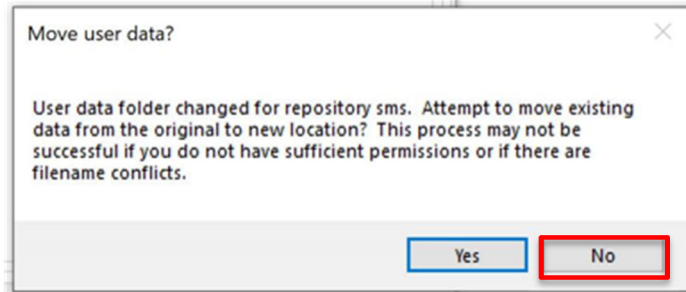 Move user data?
User data folder changed for repository sms. Attempt to move existing
data from the original to new location? This process may not be
successful if you do not have sufficient permissions or if there are
filename conflicts.
Yes
No